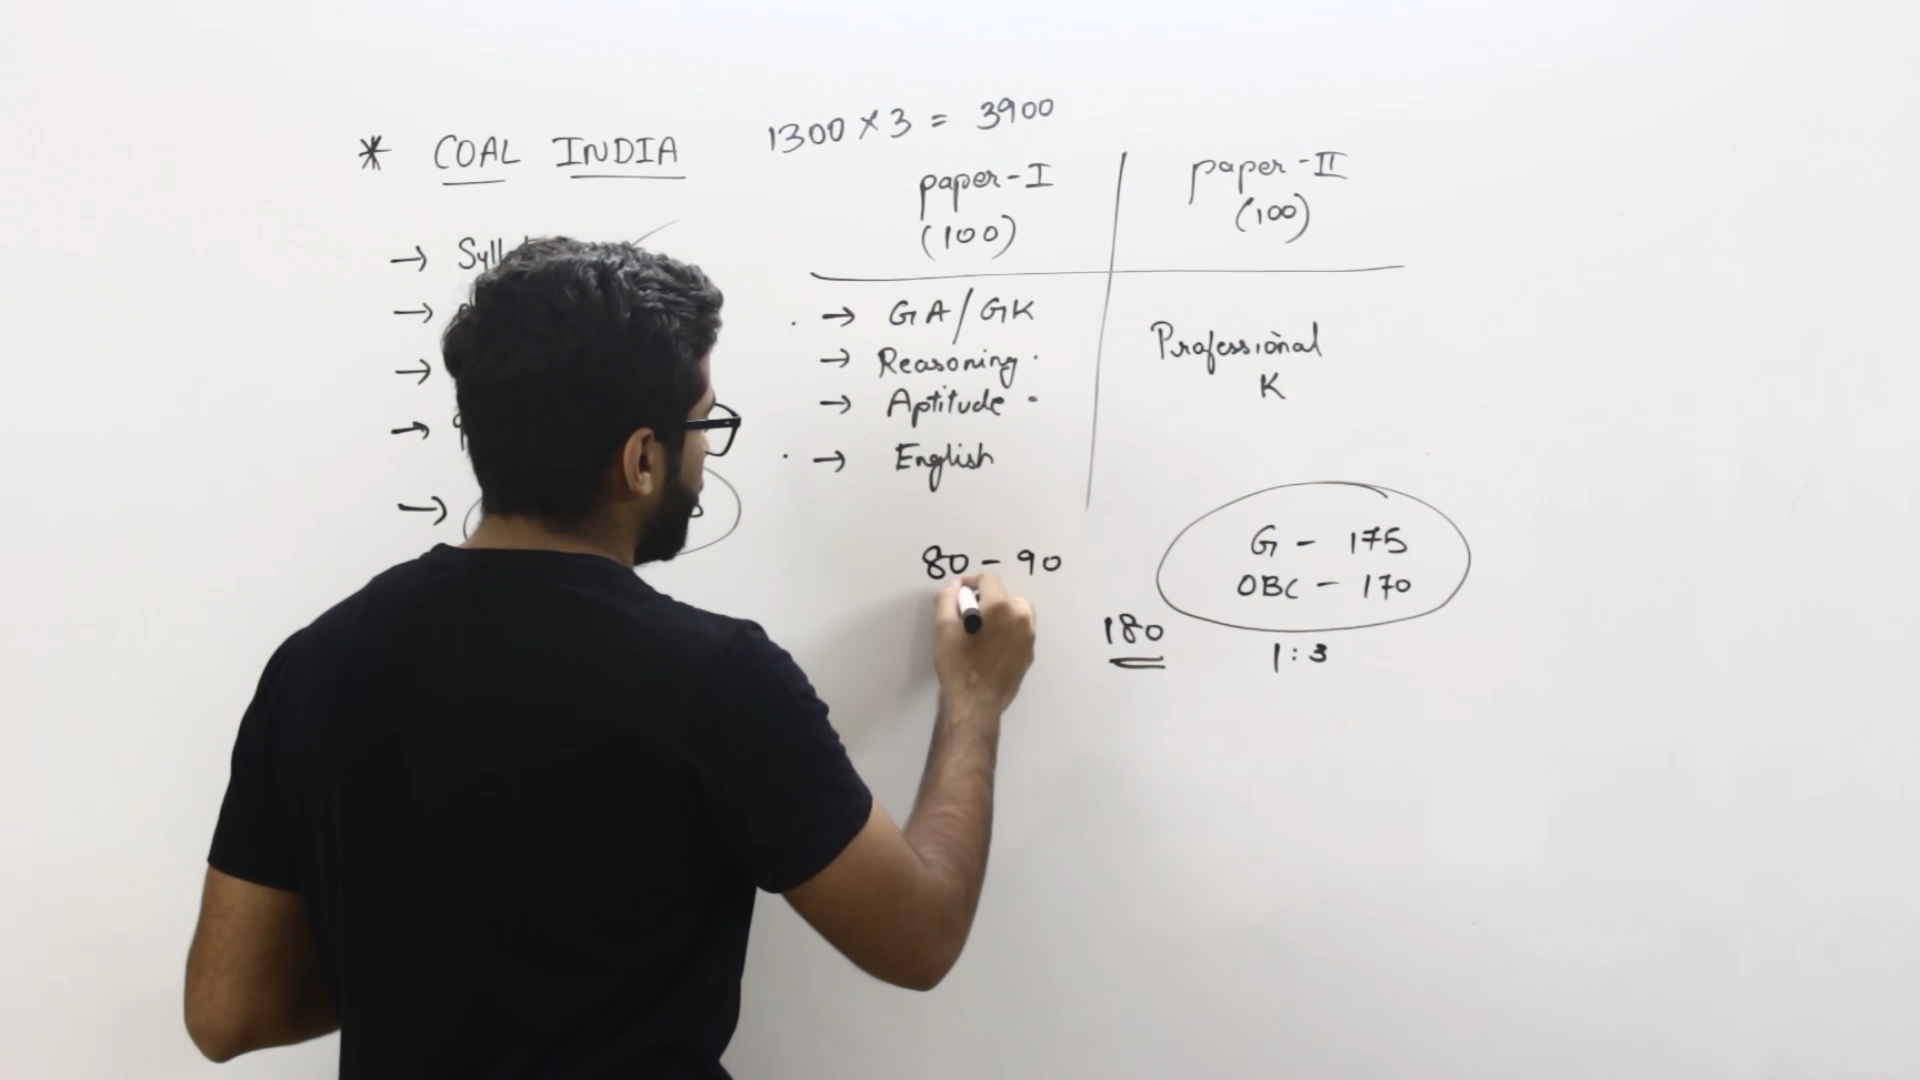 * COAL INDIA
1300 × 3 = 3900
paper-I
(100)
paper-II
(100)
→
→
→
→
→
→ GA/GK
→ Reasoning
→ Aptitude
→ English
Professional
K
80 - 90
G - 175
OBC - 170
180
1:3